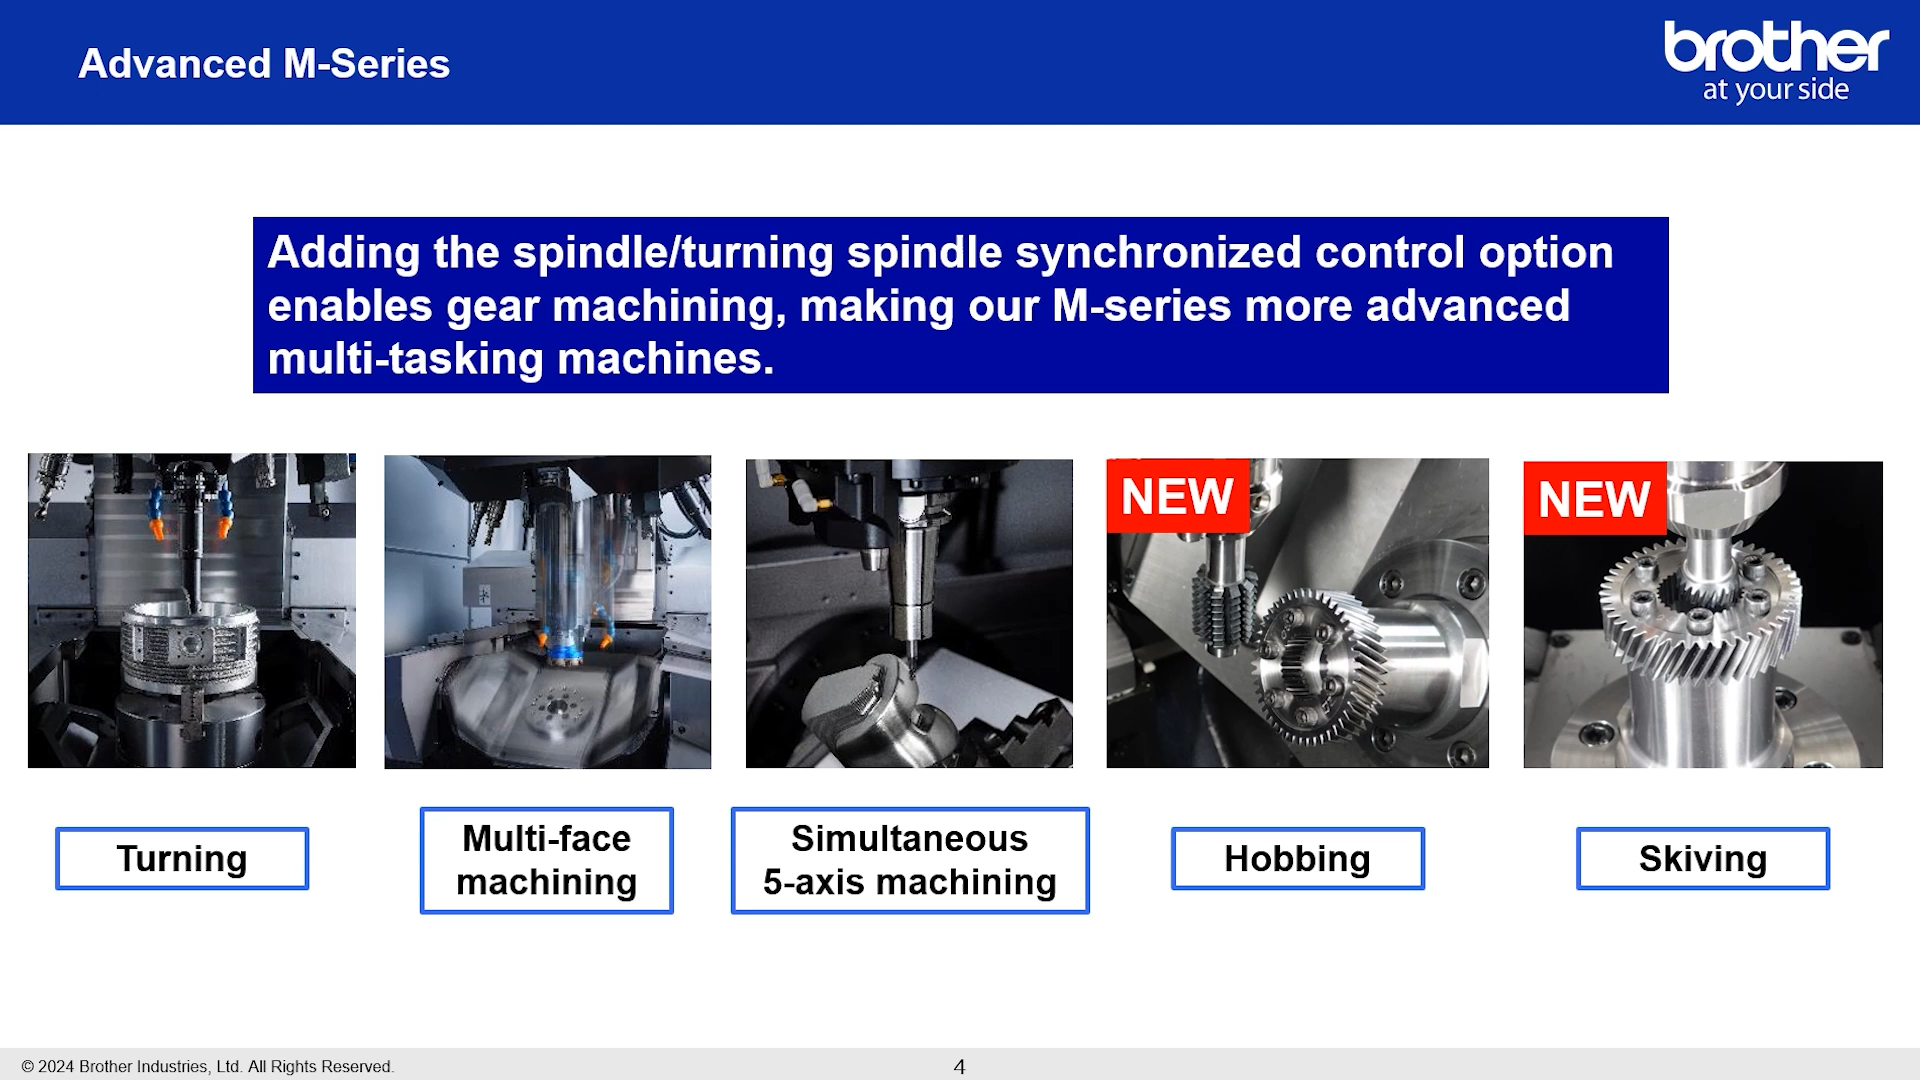 Advanced M-Series
brother
at your side
Adding the spindle/turning spindle synchronized control option
enables gear machining, making our M-series more advanced
multi-tasking machines.
NEW
NEW
Turning
Multi-face
machining
Simultaneous
5-axis machining
Hobbing
Skiving
© 2024 Brother Industries, Ltd. All Rights Reserved.
4